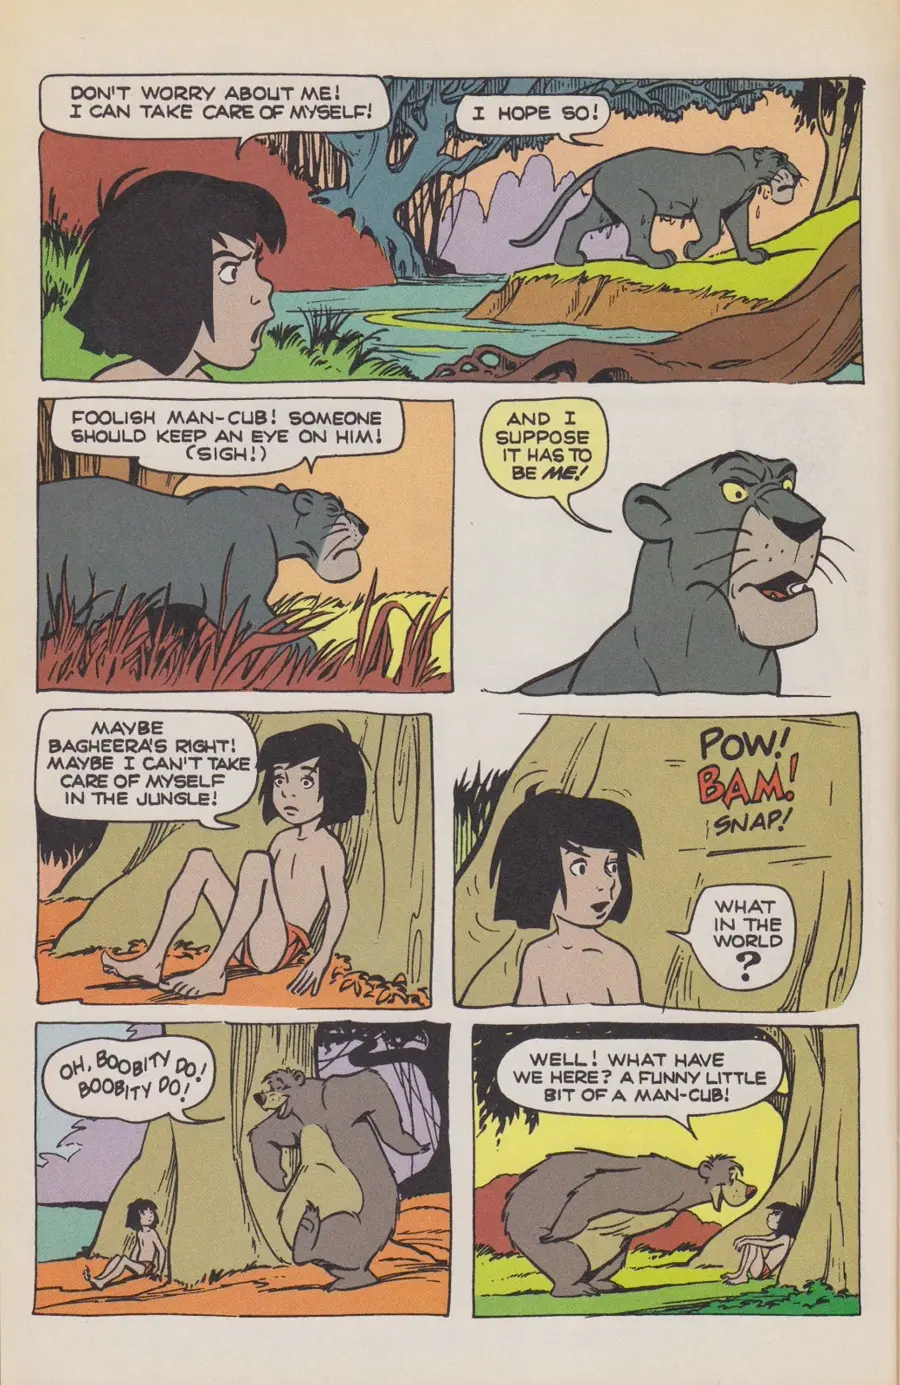 DON'T WORRY ABOUT ME!
I CAN TAKE CARE OF MYSELF!
I HOPE SO!
FOOLISH MAN-CUB! SOMEONE
SHOULD KEEP AN EYE ON HIM!
(SIGH!)
AND I
SUPPOSE
IT HAS TO
BE ME!
MAYBE
BAGHEERA'S RIGHT!
MAYBE I CAN'T TAKE
CARE OF MYSELF
IN THE JUNGLE!
POW!
BAM!
SNAP!
WHAT
IN THE
WORLD
?
OH, BOOBITY DO!
BOOBITY DO!
WELL! WHAT HAVE
WE HERE? A FUNNY LITTLE
BIT OF A MAN-CUB!